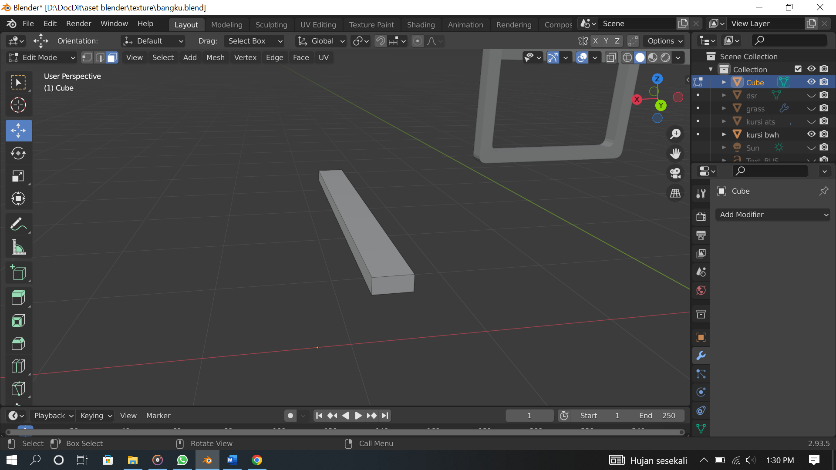 Blender* [D:\DocDit\aset blender\texture\bangku.blend]
File Edit Render Window Help Layout Modeling Sculpting UV Editing Texture Paint Shading Animation Rendering Compos Scene View Layer
Orientation: Default Drag: Select Box Global X Y Z Options
Edit Mode View Select Add Mesh Vertex Edge Face UV
User Perspective
(1) Cube
Z
X
Y
Scene Collection
Collection
Cube
dsr
grass
kursi ats
kursi bwh
Sun
Cube
Add Modifier
Playback Keying View Marker 1 Start 1 End 250
Select Box Select Rotate View Call Menu 2.93.5
Hujan sesekali 1:30 PM